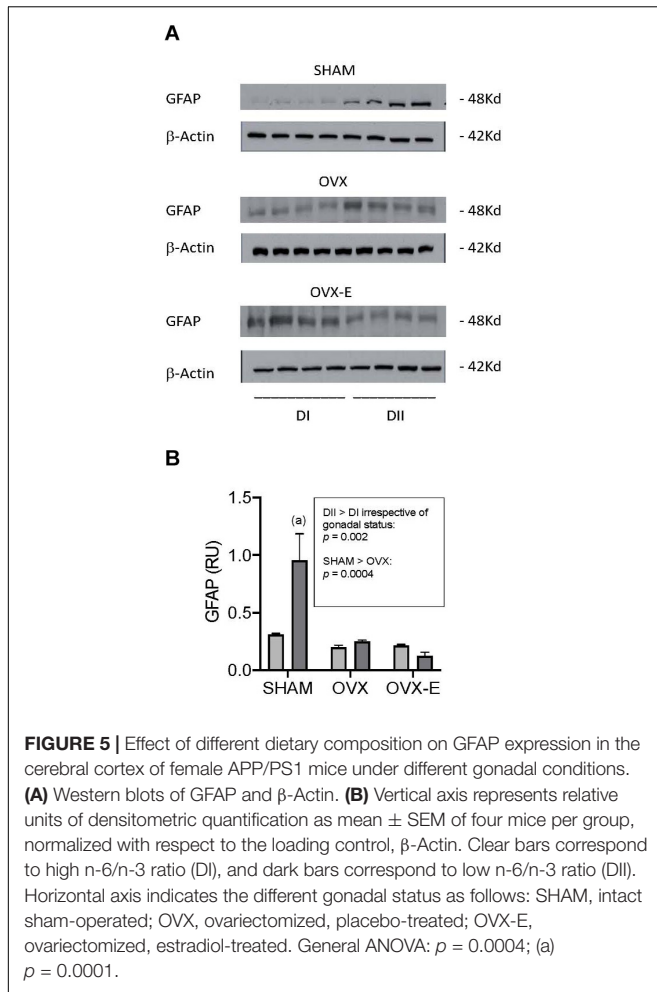 A
SHAM
GFAP - 48Kd
β-Actin - 42Kd
OVX
GFAP - 48Kd
β-Actin - 42Kd
OVX-E
GFAP - 48Kd
β-Actin - 42Kd
DI DII
B
1.5
1.0
0.5
0.0
GFAP (RU)
(a)
DII > DI irrespective of
gonadal status:
p = 0.002
SHAM > OVX:
p = 0.0004
SHAM OVX OVX-E
FIGURE 5 | Effect of different dietary composition on GFAP expression in the
cerebral cortex of female APP/PS1 mice under different gonadal conditions.
(A) Western blots of GFAP and β-Actin. (B) Vertical axis represents relative
units of densitometric quantification as mean ± SEM of four mice per group,
normalized with respect to the loading control, β-Actin. Clear bars correspond
to high n-6/n-3 ratio (DI), and dark bars correspond to low n-6/n-3 ratio (DII).
Horizontal axis indicates the different gonadal status as follows: SHAM, intact
sham-operated; OVX, ovariectomized, placebo-treated; OVX-E,
ovariectomized, estradiol-treated. General ANOVA: p = 0.0004; (a)
p = 0.0001.